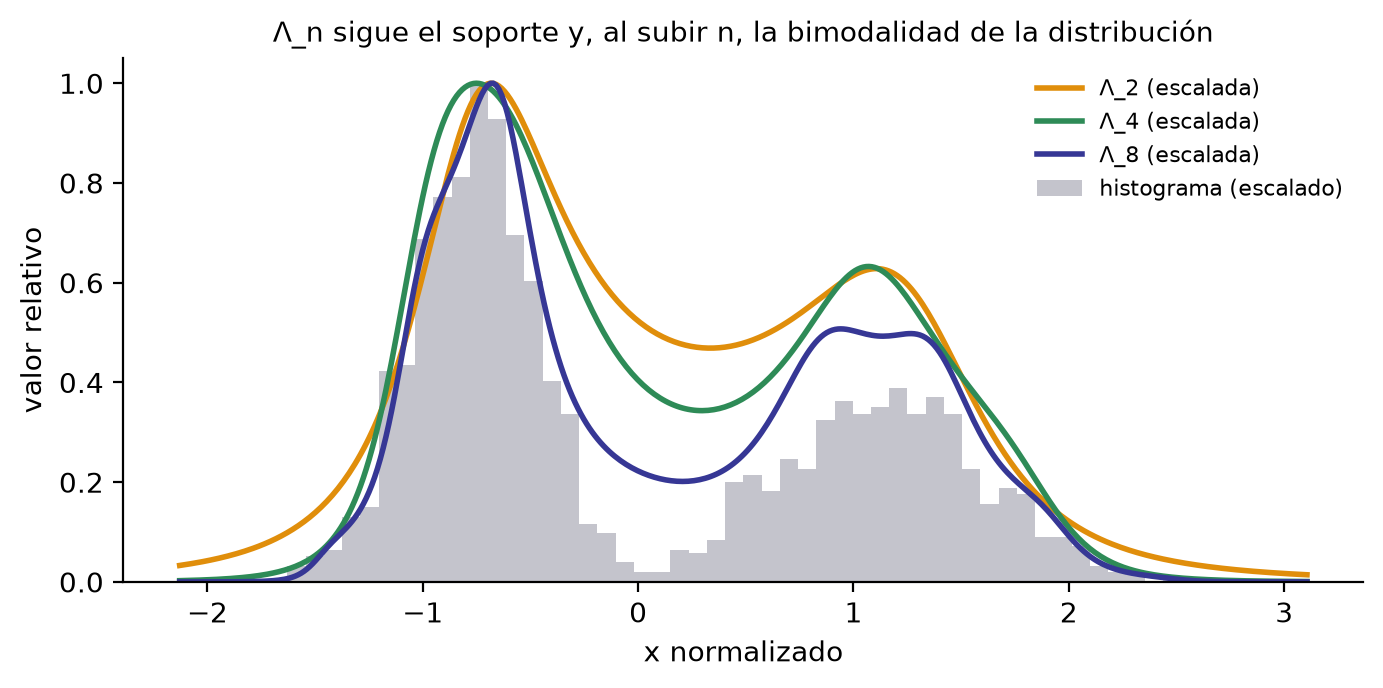 Λ_n sigue el soporte y, al subir n, la bimodalidad de la distribución
Λ_2 (escalada)
Λ_4 (escalada)
Λ_8 (escalada)
histograma (escalado)
valor relativo
1.0
0.8
0.6
0.4
0.2
0.0
−2
−1
0
1
2
3
x normalizado